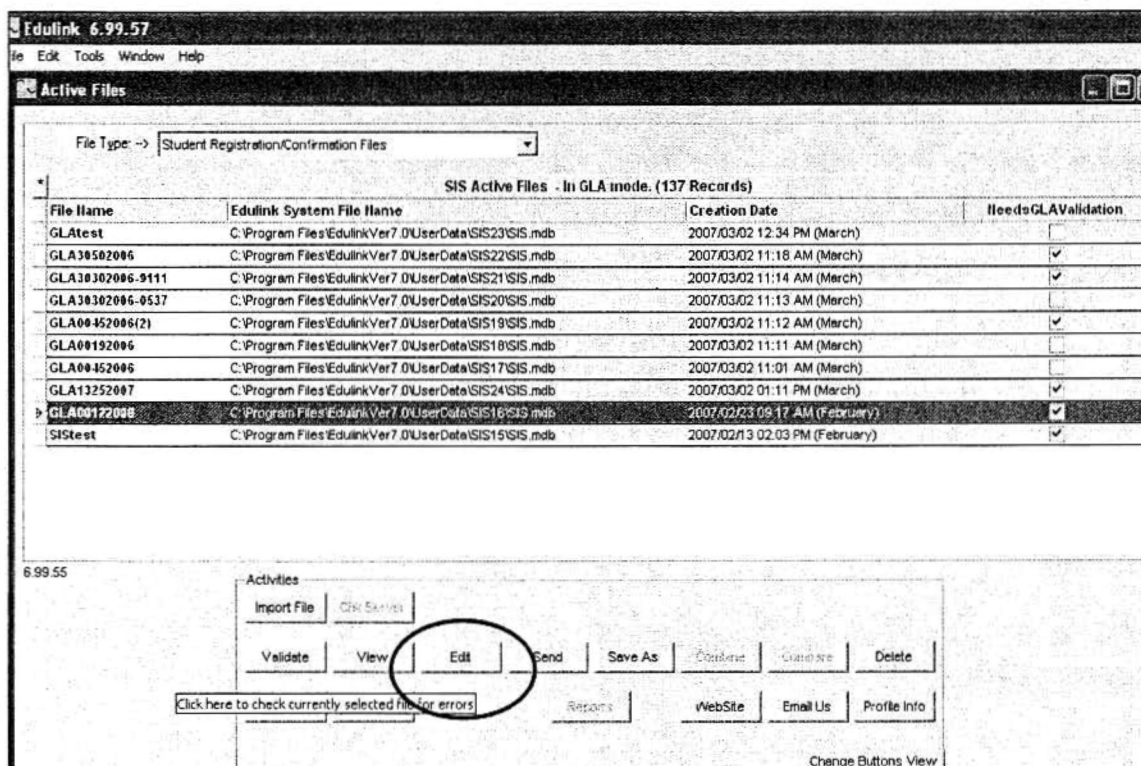 Edulink 6.99.57
ile Edit Tools Window Help
Active Files
File Type: --> Student Registration/Confirmation Files
SIS Active Files - In GLA mode. (137 Records)
File Name Edulink System File Name Creation Date NeedsGLAValidation
GLAtest C:\Program Files\EdulinkVer7.0\UserData\SIS23\SIS.mdb 2007/03/02 12:34 PM (March)
GLA30502006 C:\Program Files\EdulinkVer7.0\UserData\SIS22\SIS.mdb 2007/03/02 11:18 AM (March)
GLA30302006-9111 C:\Program Files\EdulinkVer7.0\UserData\SIS21\SIS.mdb 2007/03/02 11:14 AM (March)
GLA30302006-0537 C:\Program Files\EdulinkVer7.0\UserData\SIS20\SIS.mdb 2007/03/02 11:13 AM (March)
GLA00452006(2) C:\Program Files\EdulinkVer7.0\UserData\SIS19\SIS.mdb 2007/03/02 11:12 AM (March)
GLA00192006 C:\Program Files\EdulinkVer7.0\UserData\SIS18\SIS.mdb 2007/03/02 11:11 AM (March)
GLA00452006 C:\Program Files\EdulinkVer7.0\UserData\SIS17\SIS.mdb 2007/03/02 11:01 AM (March)
GLA13252007 C:\Program Files\EdulinkVer7.0\UserData\SIS24\SIS.mdb 2007/03/02 01:11 PM (March)
GLA00172008 C:\Program Files\EdulinkVer7.0\UserData\SIS16\SIS.mdb 2007/02/23 09:17 AM (February)
SIStest C:\Program Files\EdulinkVer7.0\UserData\SIS15\SIS.mdb 2007/02/13 02:03 PM (February)
6.99.55
Activities
Import File Chk Server
Validate View Edit Send Save As Combine Compare Delete
Click here to check currently selected file for errors Reports WebSite Email Us Profile Info
Change Buttons View